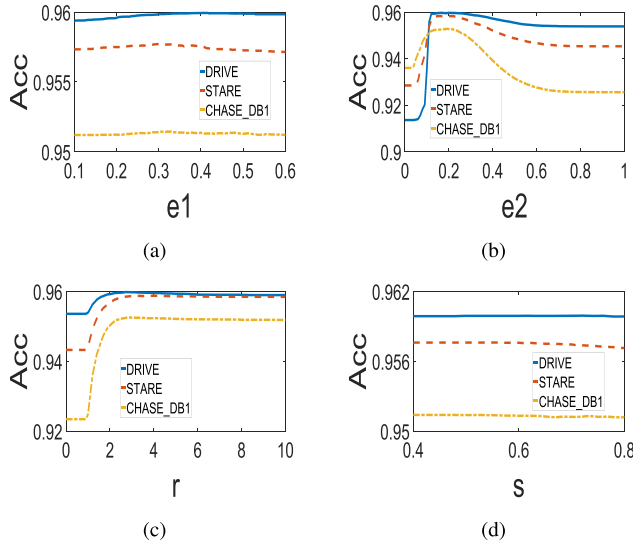 0.96
0.955
0.95
Acc
DRIVE
STARE
CHASE_DB1
0.1 0.2 0.3 0.4 0.5 0.6
e1
(a)
0.96
0.94
0.92
0.9
Acc
DRIVE
STARE
CHASE_DB1
0 0.2 0.4 0.6 0.8 1
e2
(b)
0.96
0.94
0.92
Acc
DRIVE
STARE
CHASE_DB1
0 2 4 6 8 10
r
(c)
0.962
0.956
0.95
Acc
DRIVE
STARE
CHASE_DB1
0.4 0.6 0.8
s
(d)